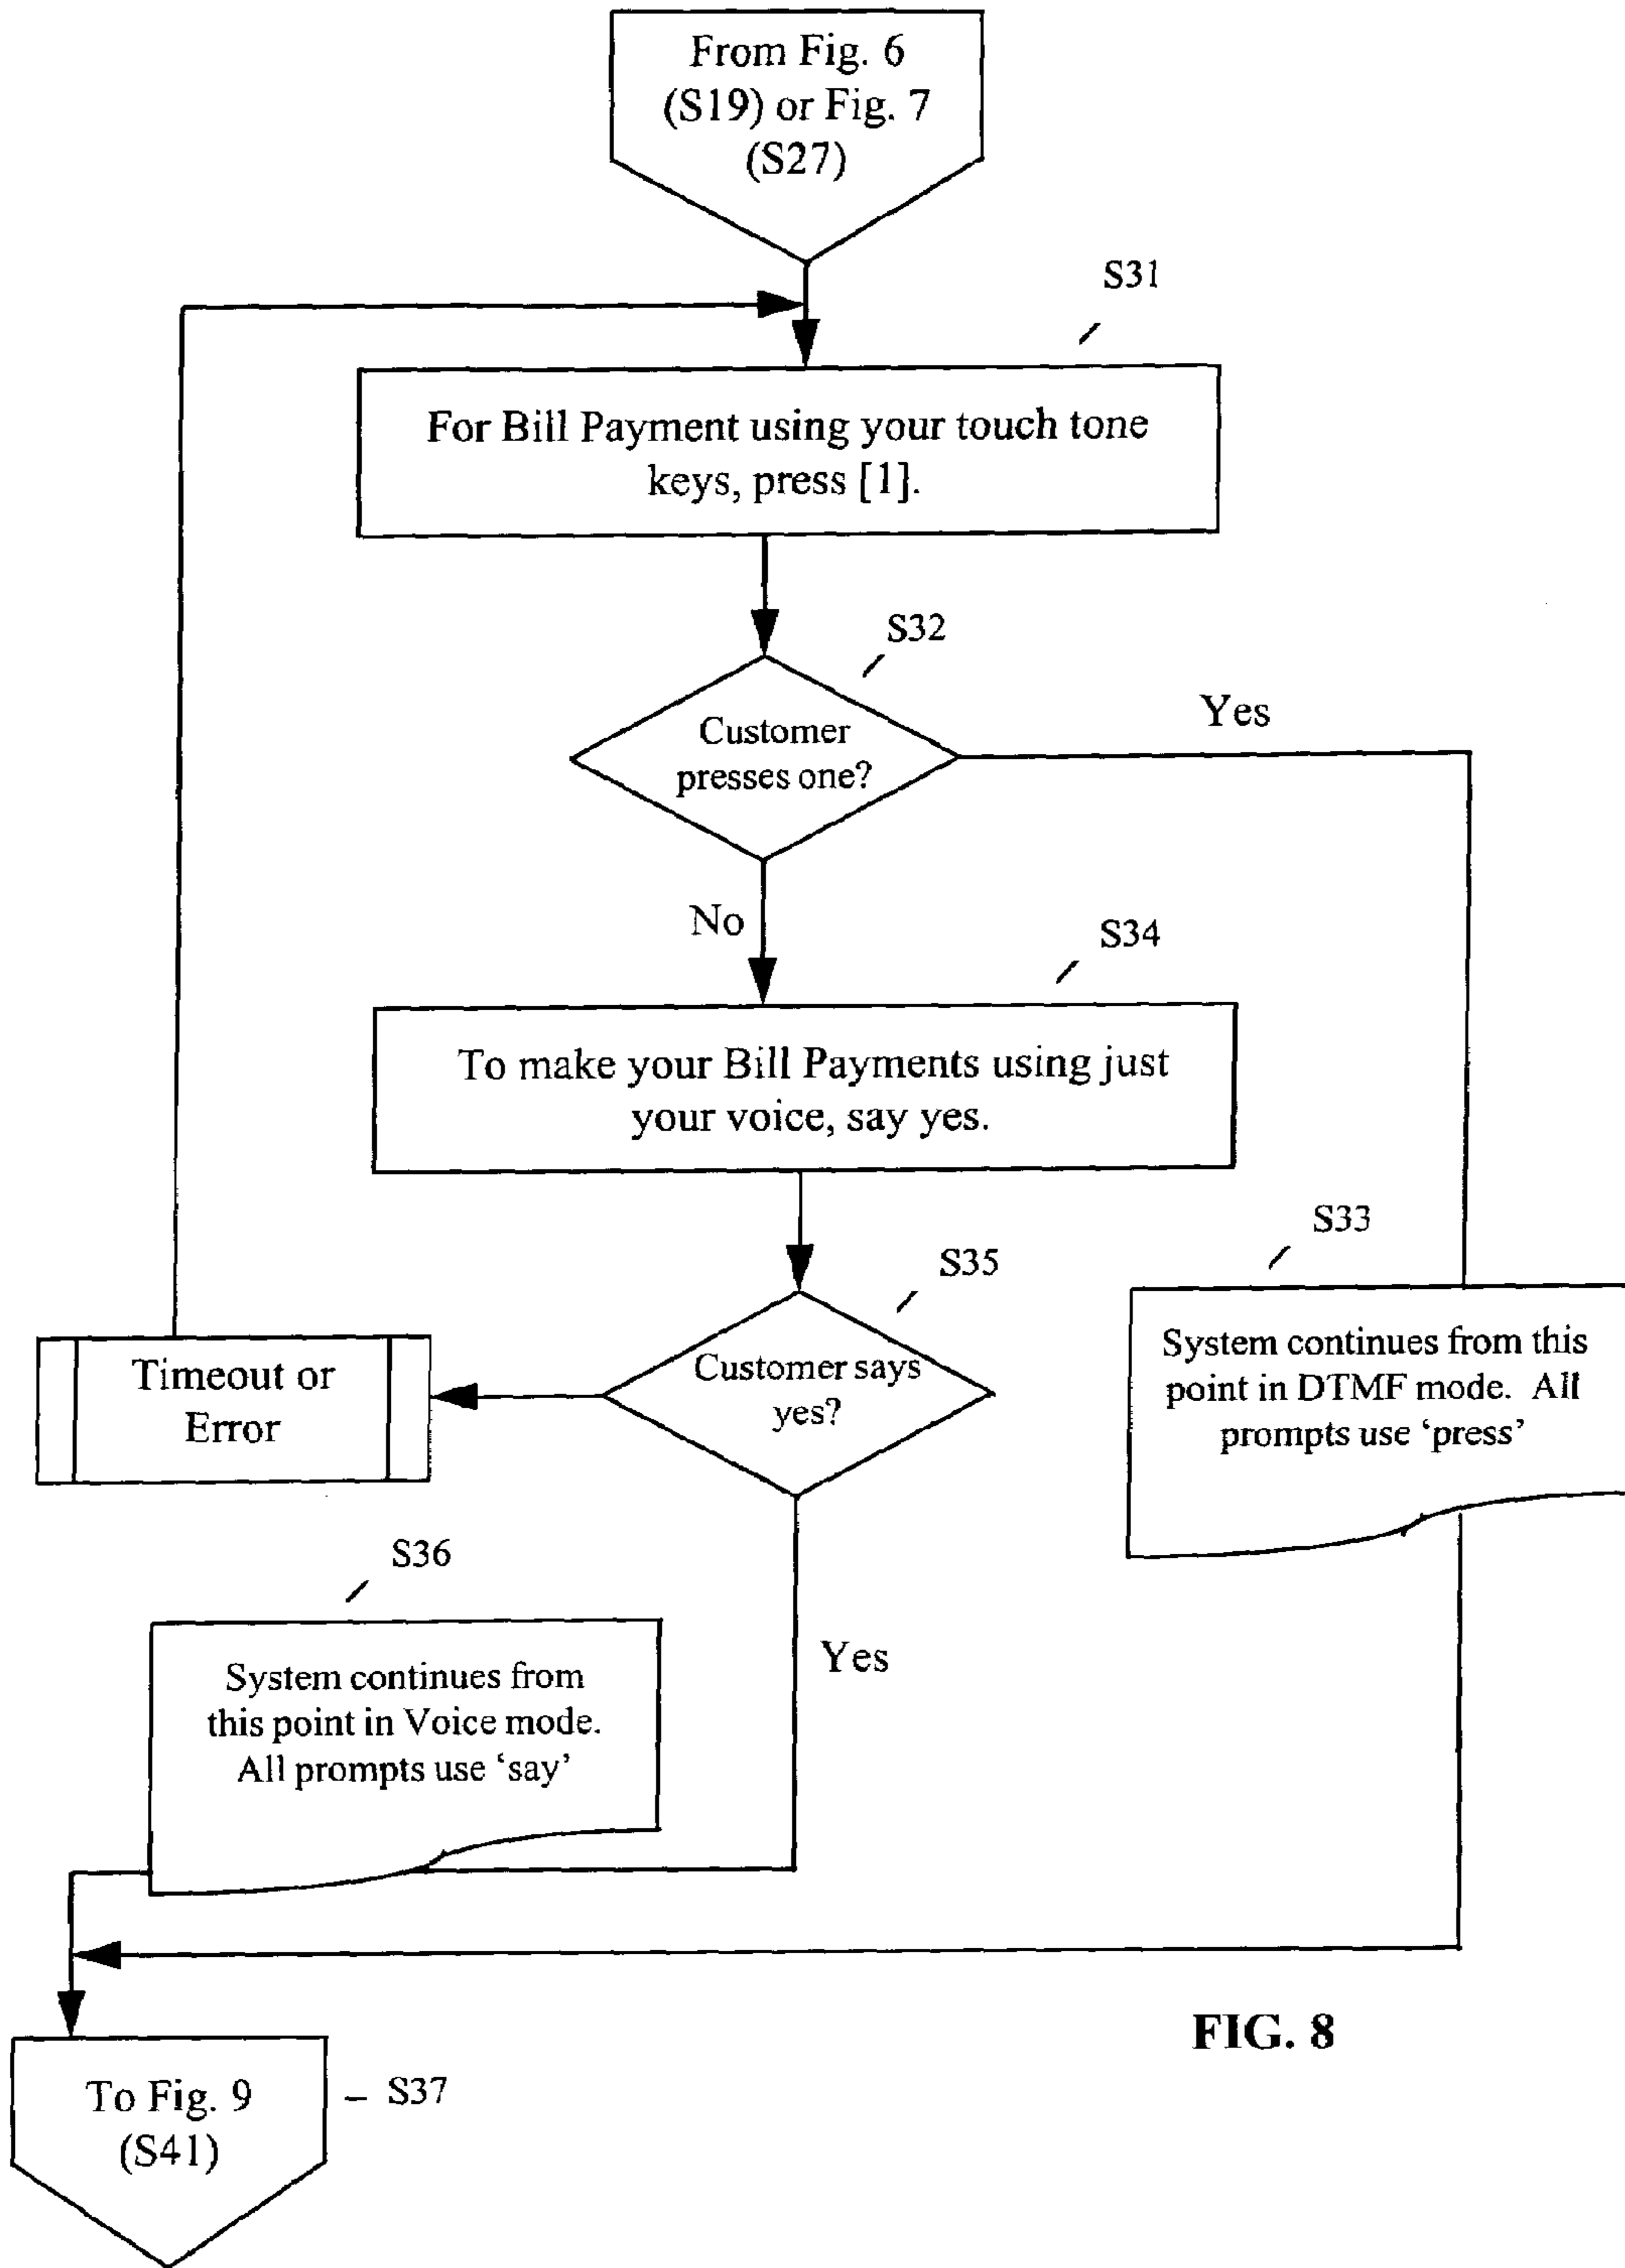 From Fig. 6
(S19) or Fig. 7
(S27)
S31
For Bill Payment using your touch tone
keys, press [1].
S32
Customer
presses one?
Yes
No
S34
To make your Bill Payments using just
your voice, say yes.
S33
S35
System continues from this
point in DTMF mode. All
prompts use ‘press’
Customer says
yes?
Timeout or
Error
S36
System continues from
this point in Voice mode.
All prompts use ‘say’
Yes
FIG. 8
To Fig. 9
(S41)
S37